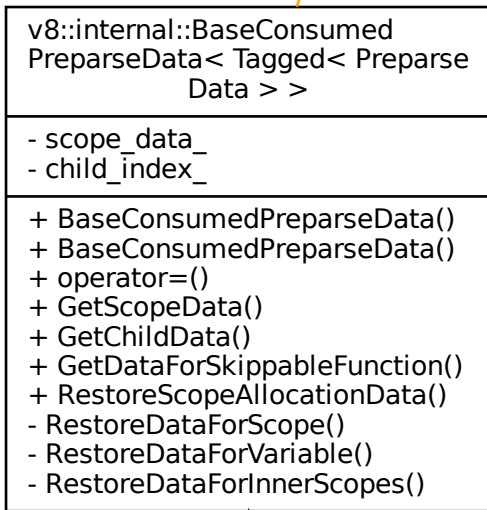 v8::internal::BaseConsumed
PreparseData< Tagged< Preparse
Data > >
- scope_data_
- child_index_
+ BaseConsumedPreparseData()
+ BaseConsumedPreparseData()
+ operator=()
+ GetScopeData()
+ GetChildData()
+ GetDataForSkippableFunction()
+ RestoreScopeAllocationData()
- RestoreDataForScope()
- RestoreDataForVariable()
- RestoreDataForInnerScopes()